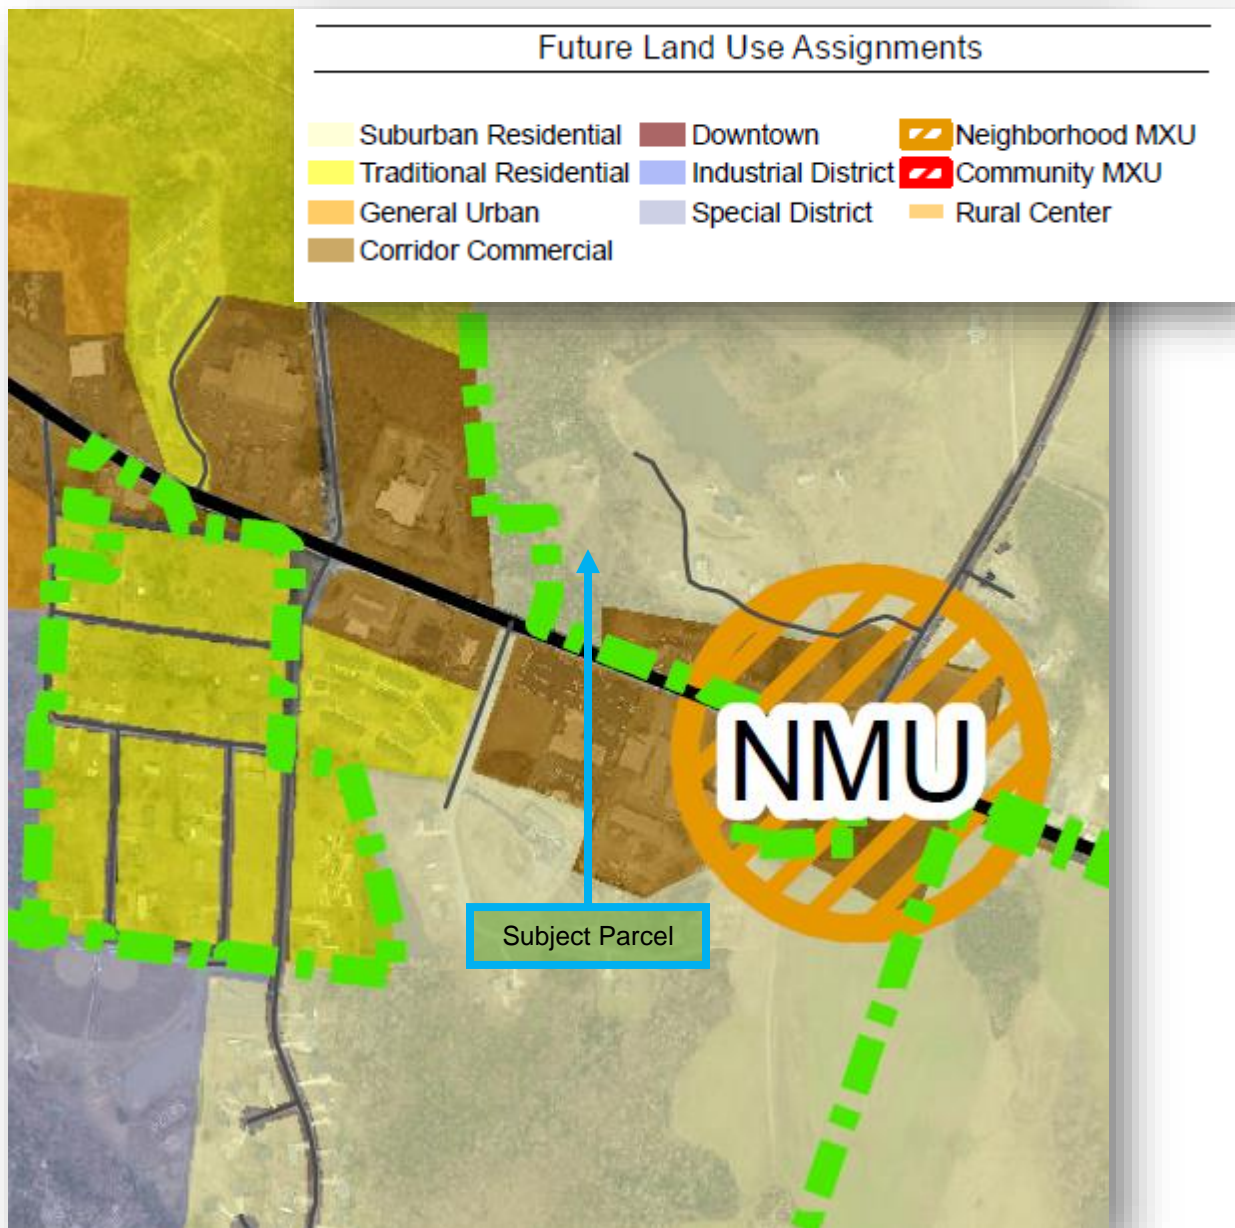 Future Land Use Assignments
Suburban Residential
Downtown
Neighborhood MXU
Traditional Residential
Industrial District
Community MXU
General Urban
Special District
Rural Center
Corridor Commercial
NMU
Subject Parcel